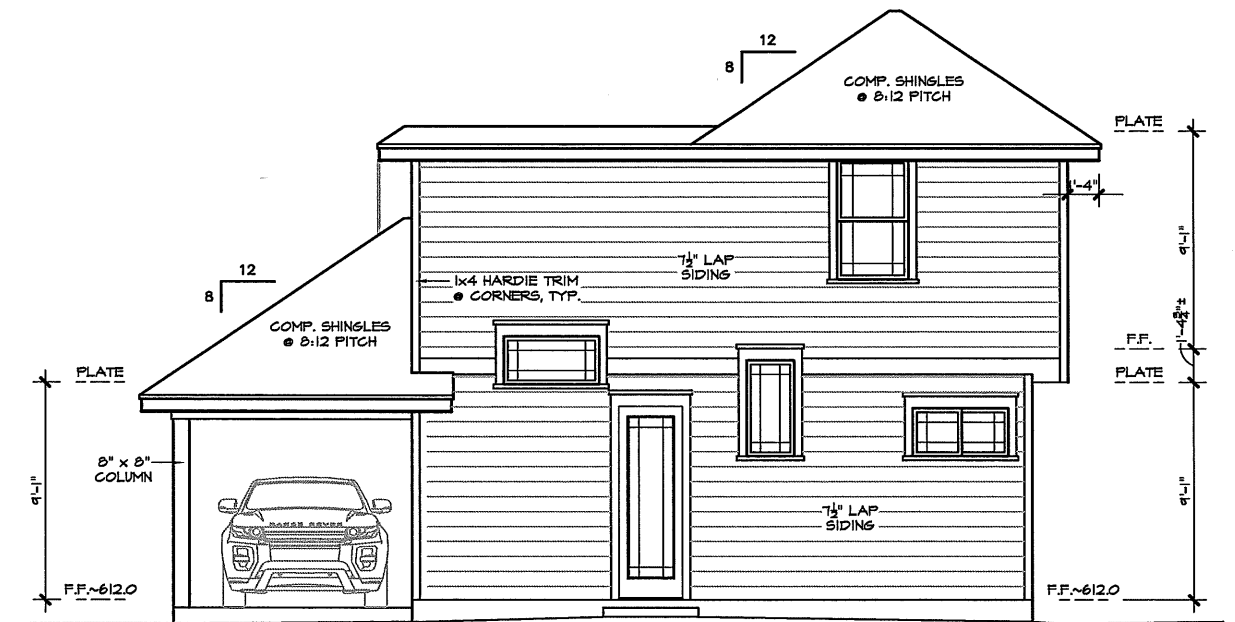 12
8
COMP. SHINGLES
@ 8:12 PITCH
PLATE
1'-4"
9'-1"
7½" LAP
SIDING
12
8
1x4 HARDIE TRIM
@ CORNERS, TYP.
COMP. SHINGLES
@ 8:12 PITCH
1'-4¾"±
F.F.
PLATE
PLATE
8" x 8"
COLUMN
9'-1"
9'-1"
7½" LAP
SIDING
RANGE ROVER
F.F.~612.0
F.F.~612.0